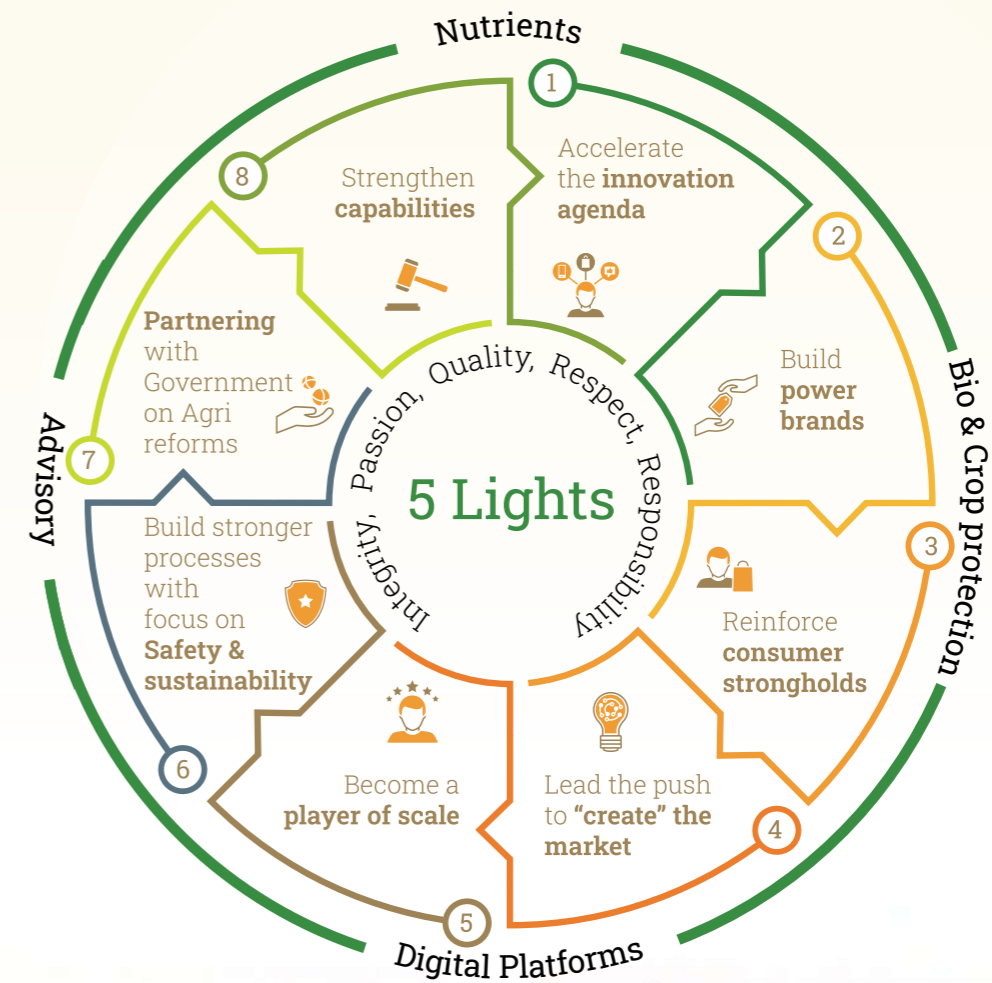 Nutrients
1
Accelerate
the innovation
agenda
2
Build
power
brands
Bio & Crop protection
3
Reinforce
consumer
strongholds
4
Lead the push
to “create” the
market
Digital Platforms
5
Become a
player of scale
6
Build stronger
processes
with
focus on
Safety &
sustainability
Advisory
7
Partnering
with
Government
on Agri
reforms
8
Strengthen
capabilities
Integrity, Passion, Quality, Respect, Responsibility
5 Lights